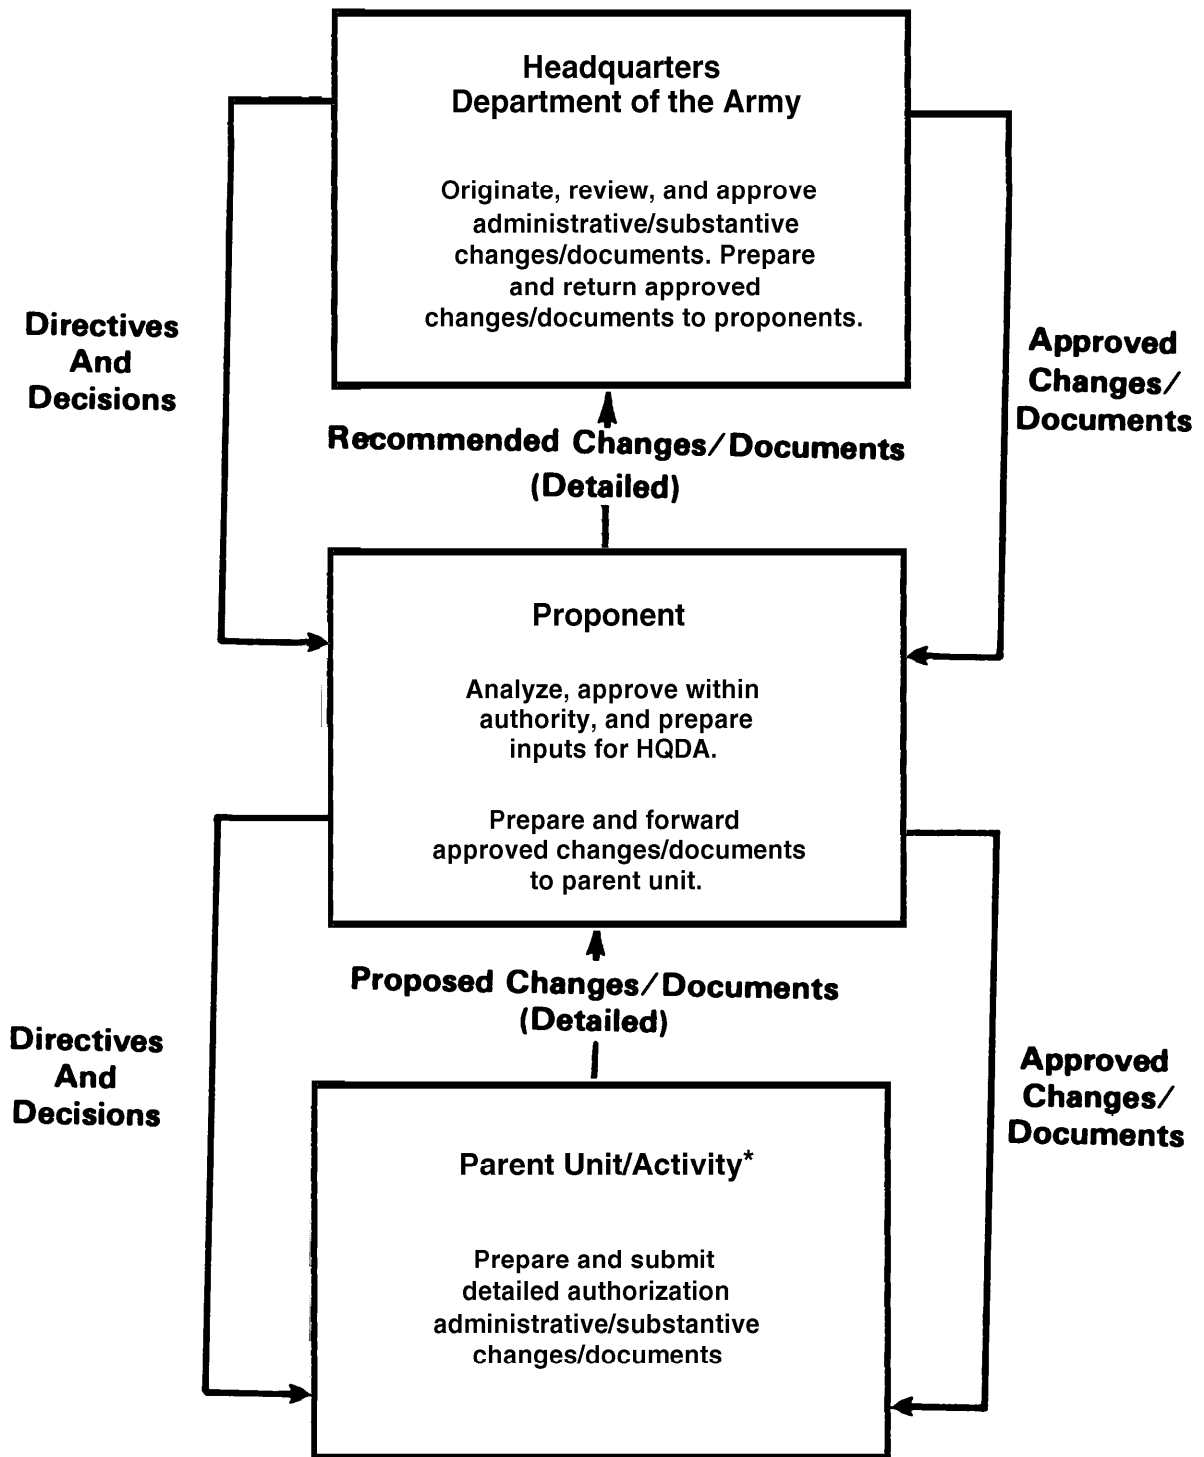 Headquarters
Department of the Army
Originate, review, and approve
administrative/substantive
changes/documents. Prepare
and return approved
changes/documents to proponents.
Directives
And
Decisions
Approved
Changes/
Documents
Recommended Changes/Documents
(Detailed)
Proponent
Analyze, approve within
authority, and prepare
inputs for HQDA.
Prepare and forward
approved changes/documents
to parent unit.
Proposed Changes/Documents
(Detailed)
Directives
And
Decisions
Approved
Changes/
Documents
Parent Unit/Activity*
Prepare and submit
detailed authorization
administrative/substantive
changes/documents